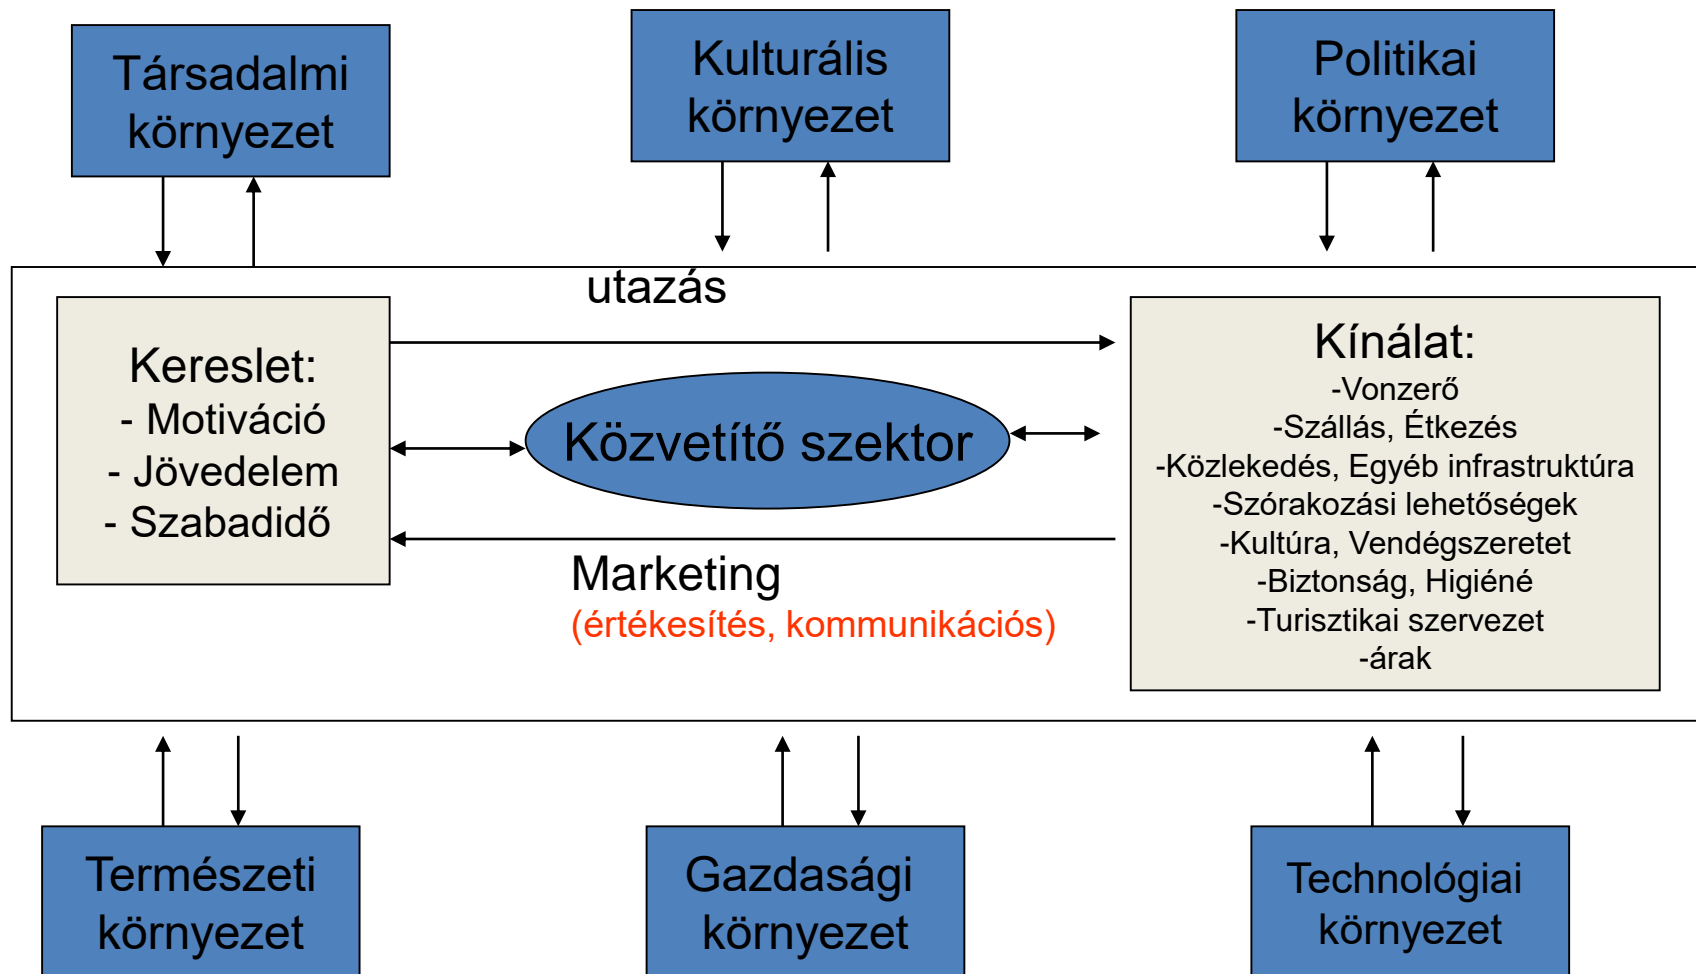 Társadalmi
környezet
Kulturális
környezet
Politikai
környezet
utazás
Kereslet:
- Motiváció
- Jövedelem
- Szabadidő
Közvetítő szektor
Marketing
(értékesítés, kommunikációs)
Kínálat:
-Vonzerő
-Szállás, Étkezés
-Közlekedés, Egyéb infrastruktúra
-Szórakozási lehetőségek
-Kultúra, Vendégszeretet
-Biztonság, Higiéné
-Turisztikai szervezet
-árak
Természeti
környezet
Gazdasági
környezet
Technológiai
környezet